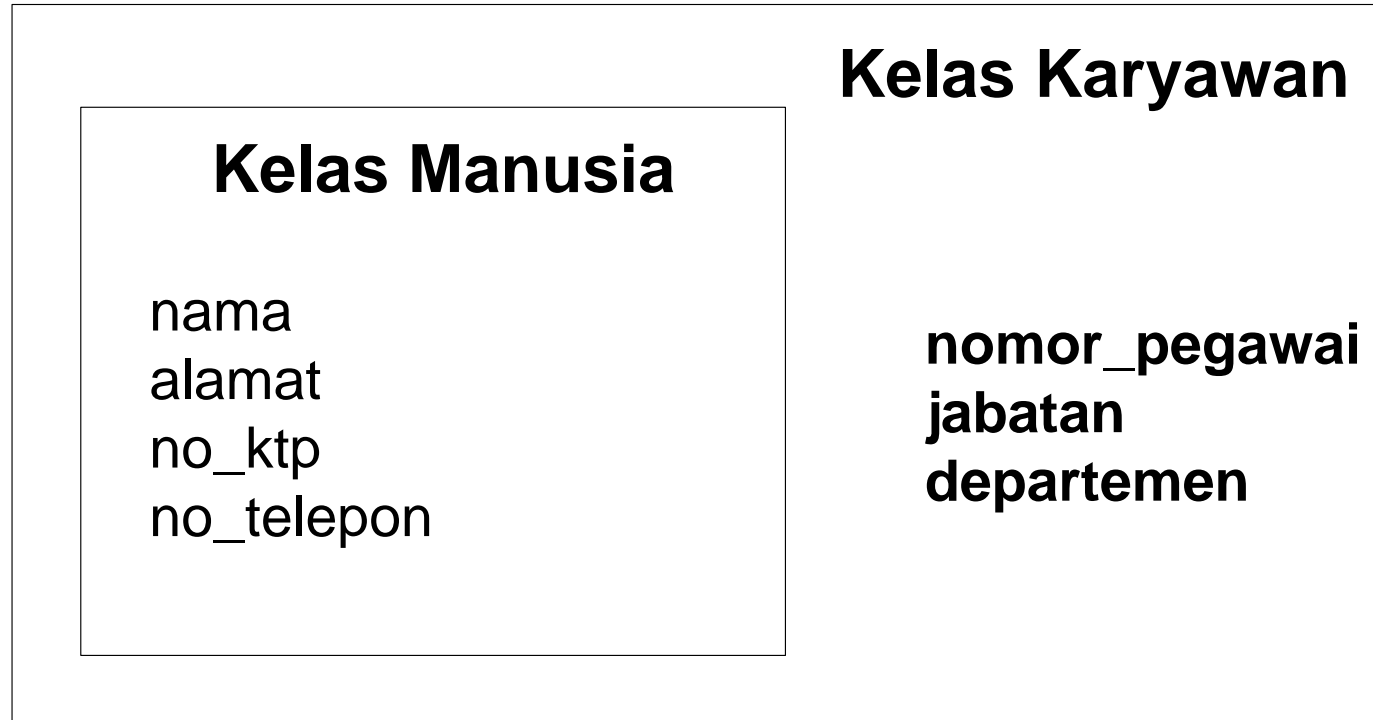 Kelas Karyawan
Kelas Manusia
nama
alamat
no_ktp
no_telepon
nomor_pegawai
jabatan
departemen